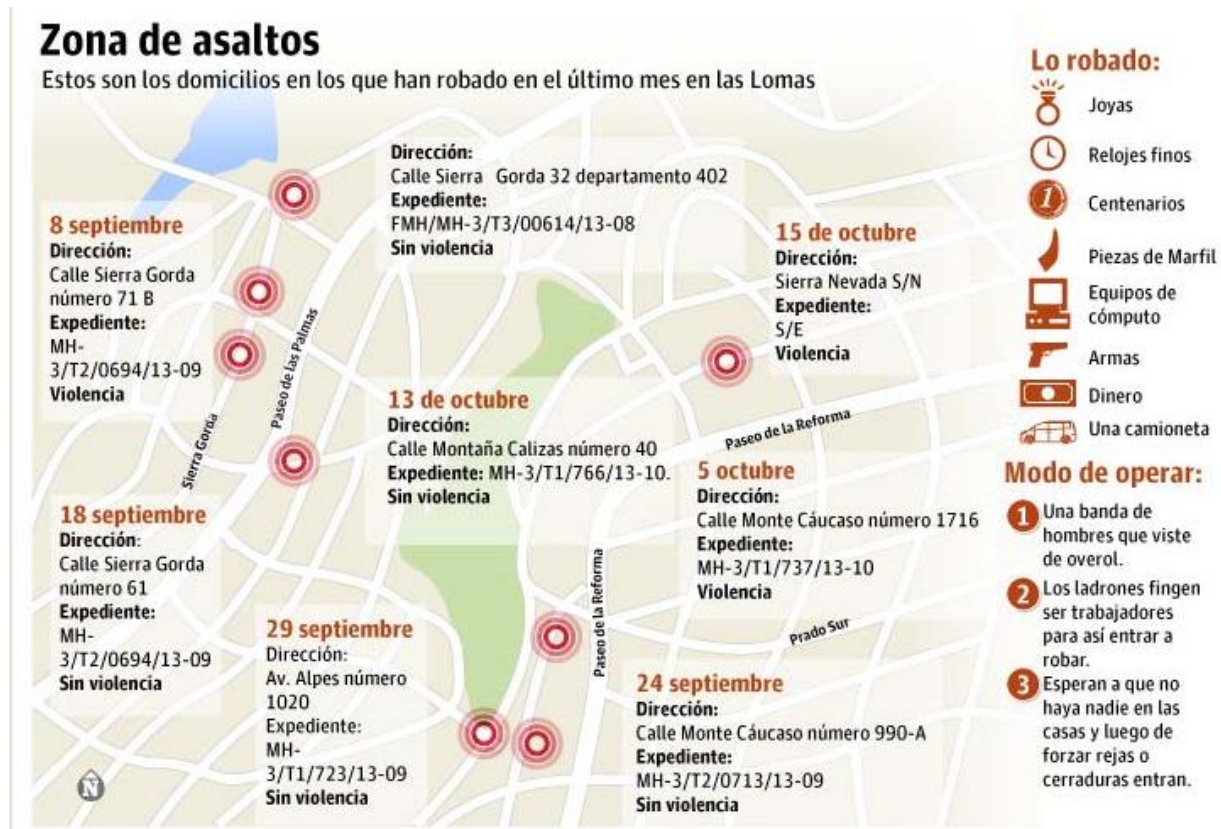 Zona de asaltos
Estos son los domicilios en los que han robado en el último mes en las Lomas
Dirección:
Calle Sierra Gorda 32 departamento 402
Expediente:
FMH/MH-3/T3/00614/13-08
Sin violencia
8 septiembre
Dirección:
Calle Sierra Gorda
número 71 B
Expediente:
MH-
3/T2/0694/13-09
Violencia
15 de octubre
Dirección:
Sierra Nevada S/N
Expediente:
S/E
Violencia
13 de octubre
Dirección:
Calle Montaña Calizas número 40
Expediente: MH-3/T1/766/13-10.
Sin violencia
5 octubre
Dirección:
Calle Monte Cáucaso número 1716
Expediente:
MH-3/T1/737/13-10
Violencia
18 septiembre
Dirección:
Calle Sierra Gorda
número 61
Expediente:
MH-
3/T2/0694/13-09
Sin violencia
29 septiembre
Dirección:
Av. Alpes número
1020
Expediente:
MH-
3/T1/723/13-09
Sin violencia
24 septiembre
Dirección:
Calle Monte Cáucaso número 990-A
Expediente:
MH-3/T2/0713/13-09
Sin violencia
Paseo de las Palmas
Sierra Gorda
Paseo de la Reforma
Paseo de la Reforma
Prado Sur
N
Lo robado:
Joyas
Relojes finos
1
Centenarios
Piezas de Marfil
Equipos de
cómputo
Armas
Dinero
Una camioneta
Modo de operar:
1 Una banda de
hombres que viste
de overol.
2 Los ladrones fingen
ser trabajadores
para así entrar a
robar.
3 Esperan a que no
haya nadie en las
casas y luego de
forzar rejas o
cerraduras entran.